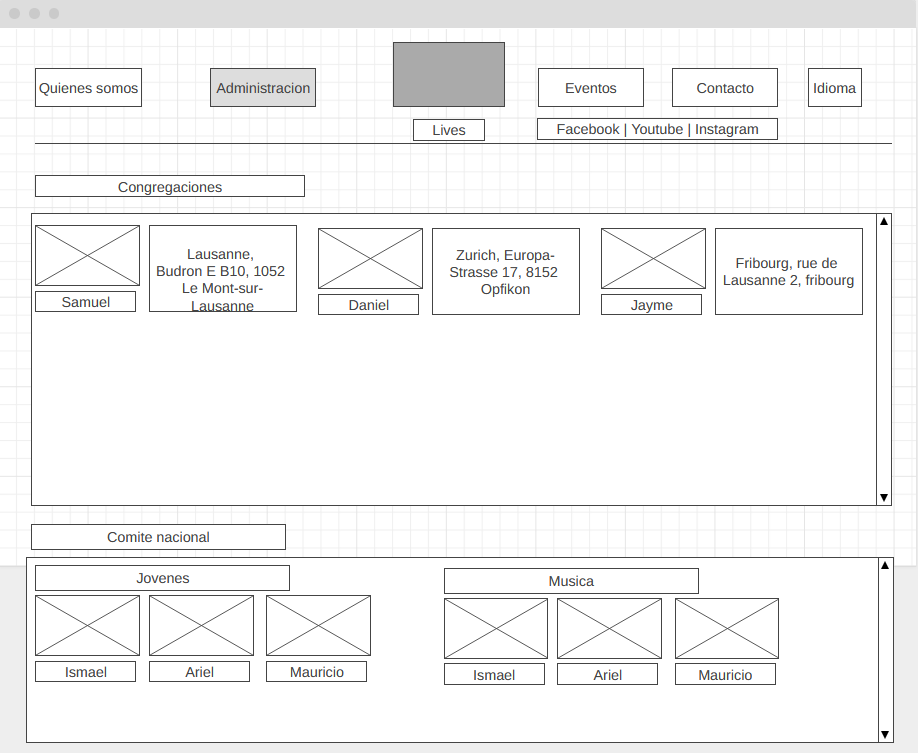 Quienes somos
Administracion
Eventos
Contacto
Idioma
Lives
Facebook | Youtube | Instagram
Congregaciones
Samuel
Lausanne,
Budron E B10, 1052
Le Mont-sur-
Lausanne
Daniel
Zurich, Europa-
Strasse 17, 8152
Opfikon
Jayme
Fribourg, rue de
Lausanne 2, fribourg
Comite nacional
Jovenes
Ismael
Ariel
Mauricio
Musica
Ismael
Ariel
Mauricio